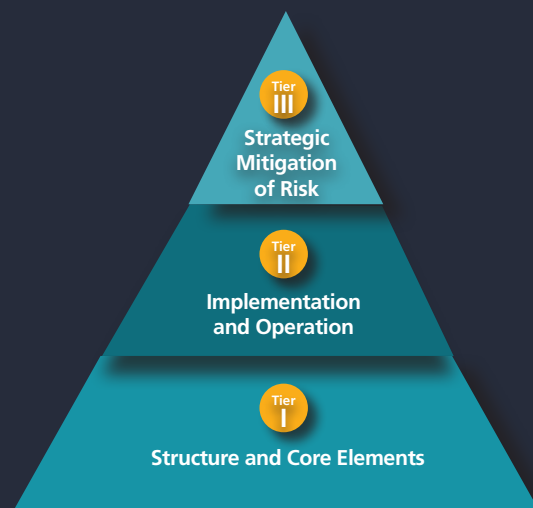 Tier
III
Strategic
Mitigation
of Risk
Tier
II
Implementation
and Operation
Tier
I
Structure and Core Elements